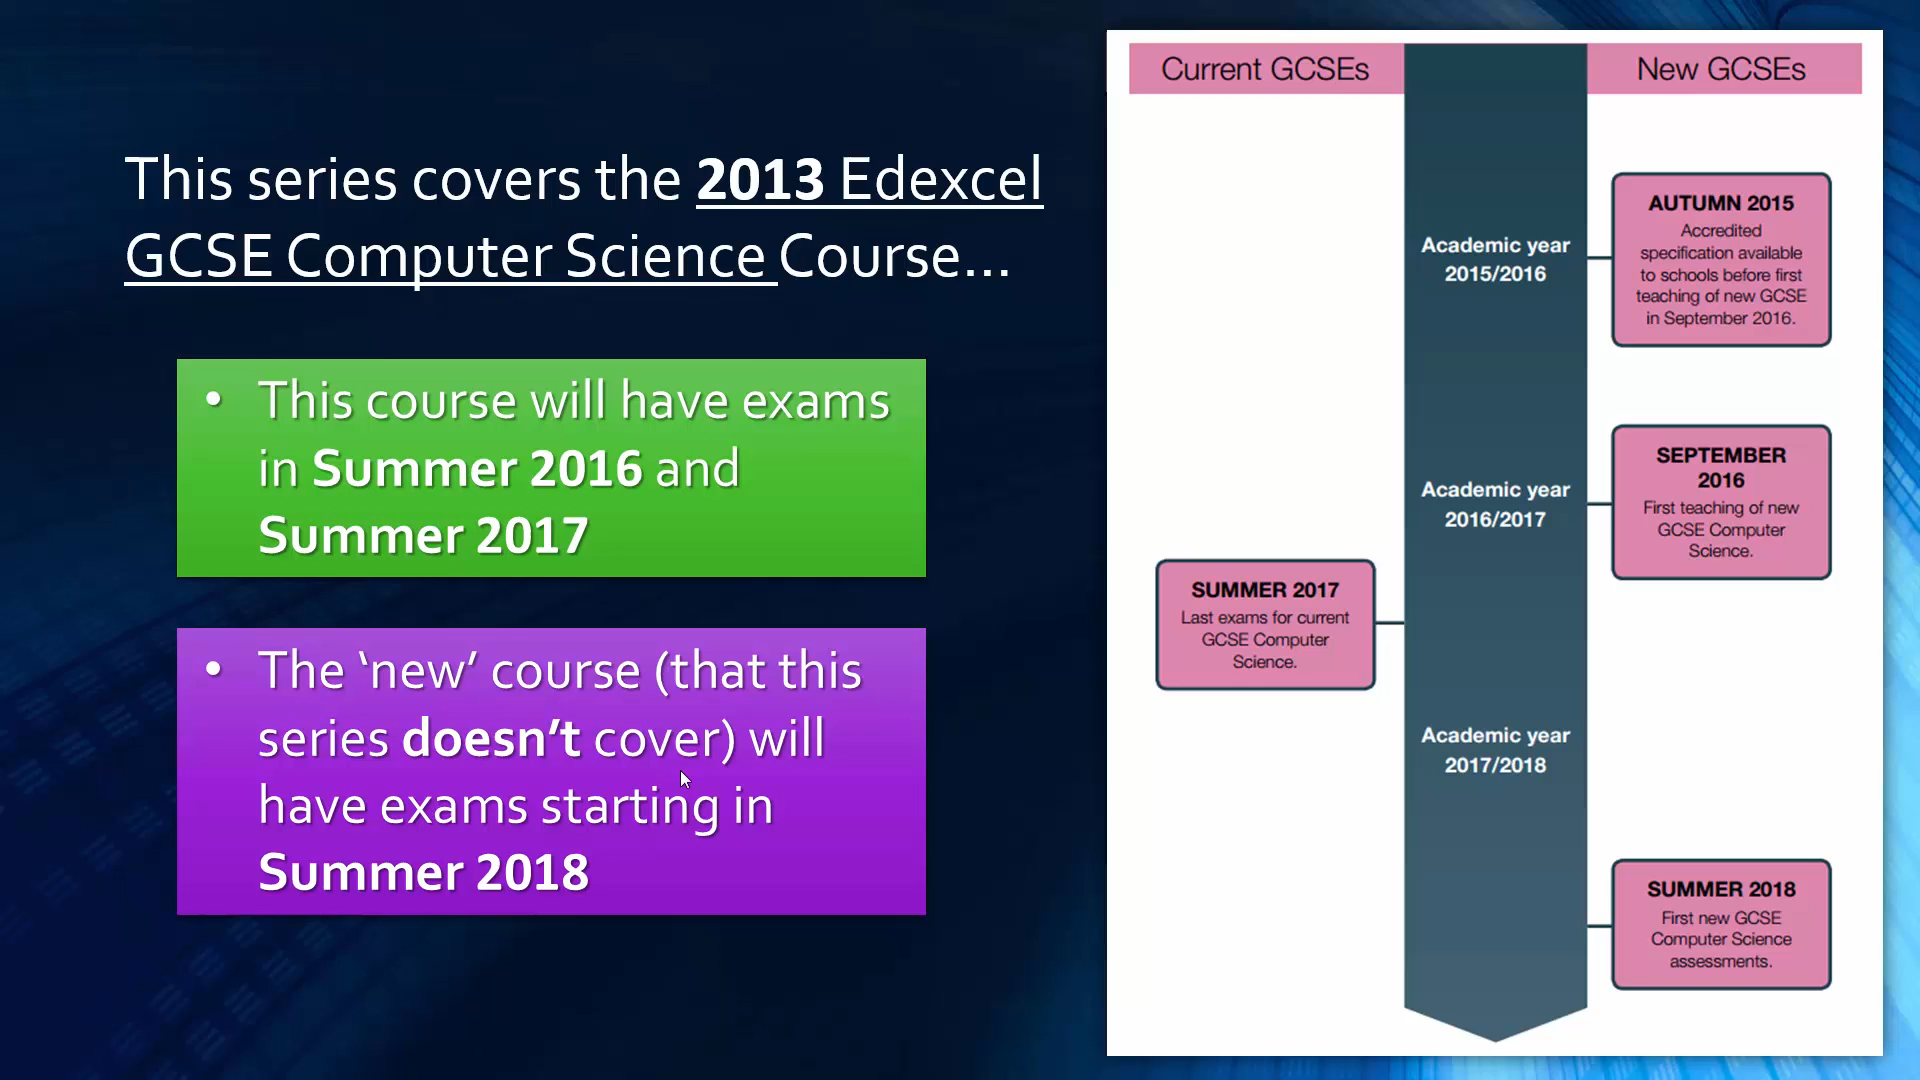 This series covers the 2013 Edexcel
GCSE Computer Science Course...
• This course will have exams
in Summer 2016 and
Summer 2017
• The ‘new’ course (that this
series doesn’t cover) will
have exams starting in
Summer 2018
Current GCSEs
New GCSEs
Academic year
2015/2016
AUTUMN 2015
Accredited
specification available
to schools before first
teaching of new GCSE
in September 2016.
Academic year
2016/2017
SEPTEMBER
2016
First teaching of new
GCSE Computer
Science.
SUMMER 2017
Last exams for current
GCSE Computer
Science.
Academic year
2017/2018
SUMMER 2018
First new GCSE
Computer Science
assessments.